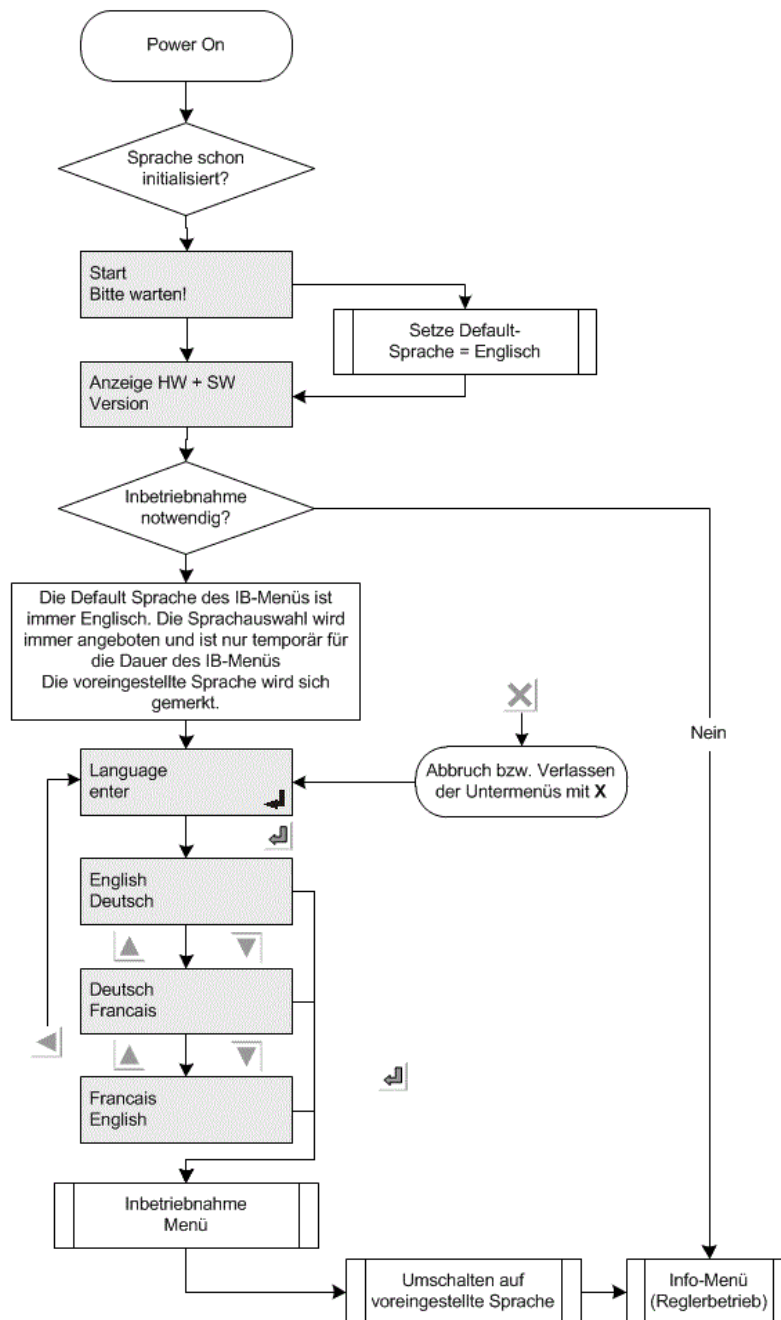 Power On
Sprache schon
initialisiert?
Start
Bitte warten!
Setze Default-
Sprache = Englisch
Anzeige HW + SW
Version
Inbetriebnahme
notwendig?
Die Default Sprache des IB-Menüs ist
immer Englisch. Die Sprachauswahl wird
immer angeboten und ist nur temporär für
die Dauer des IB-Menüs
Die voreingestellte Sprache wird sich
gemerkt.
Nein
Language
enter
Abbruch bzw. Verlassen
der Untermenüs mit X
English
Deutsch
Deutsch
Francais
Francais
English
Inbetriebnahme
Menü
Umschalten auf
voreingestellte Sprache
Info-Menü
(Reglerbetrieb)